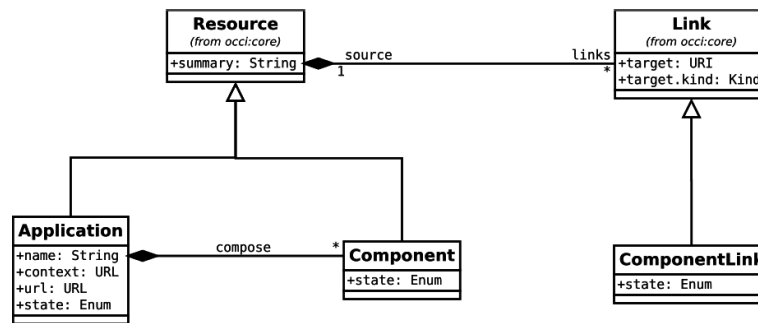 Resource
(from occi:core)
+summary: String
source
1
links
*
Link
(from occi:core)
+target: URI
+target.kind: Kind
Application
+name: String
+context: URL
+url: URL
+state: Enum
compose
*
Component
+state: Enum
ComponentLink
+state: Enum